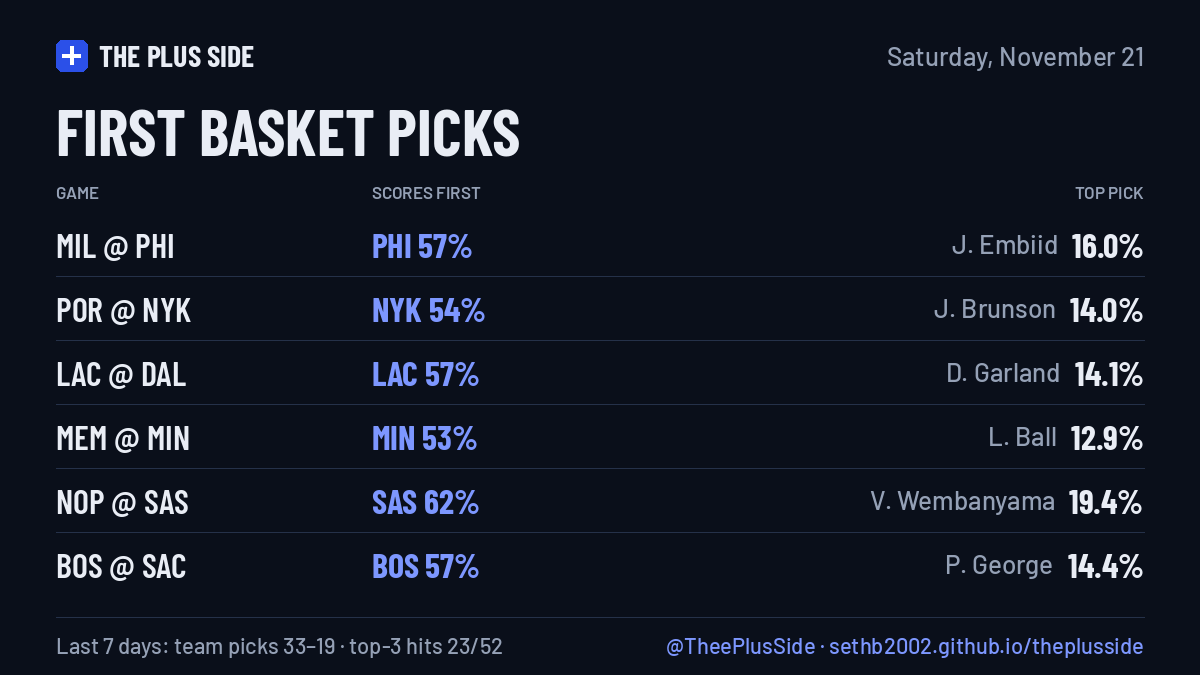 THE PLUS SIDE Saturday, November 21
FIRST BASKET PICKS
GAME SCORES FIRST TOP PICK
MIL @ PHI PHI 57% J. Embiid 16.0%
POR @ NYK NYK 54% J. Brunson 14.0%
LAC @ DAL LAC 57% D. Garland 14.1%
MEM @ MIN MIN 53% L. Ball 12.9%
NOP @ SAS SAS 62% V. Wembanyama 19.4%
BOS @ SAC BOS 57% P. George 14.4%
Last 7 days: team picks 33–19 · top-3 hits 23/52 @TheePlusSide · sethb2002.github.io/theplusside